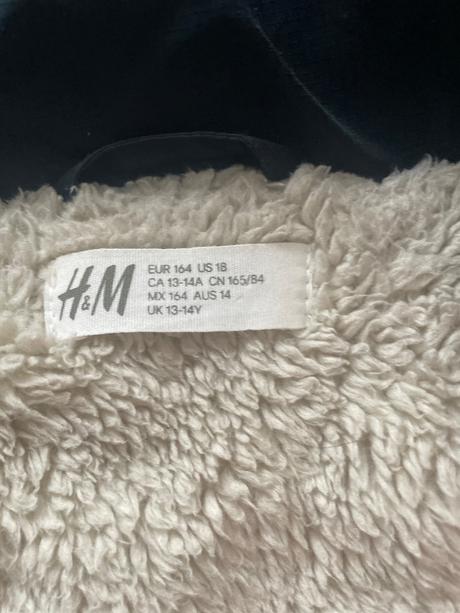 H&M
EUR 164 US 18
CA 13-14A CN 165/84
MX 164 AUS 14
UK 13-14Y